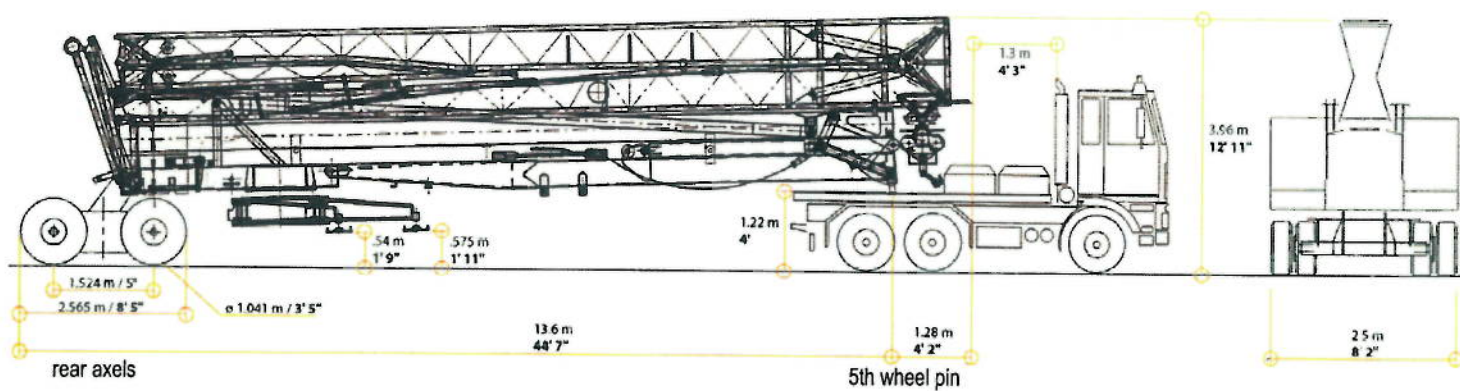 1.3 m
4' 3"
3.96 m
12' 11"
1.22 m
4'
.54 m
1' 9"
.575 m
1' 11"
1.524 m / 5"
2.565 m / 8' 5"
ø 1.041 m / 3' 5"
13.6 m
44' 7"
1.28 m
4' 2"
2.5 m
8' 2"
rear axels
5th wheel pin